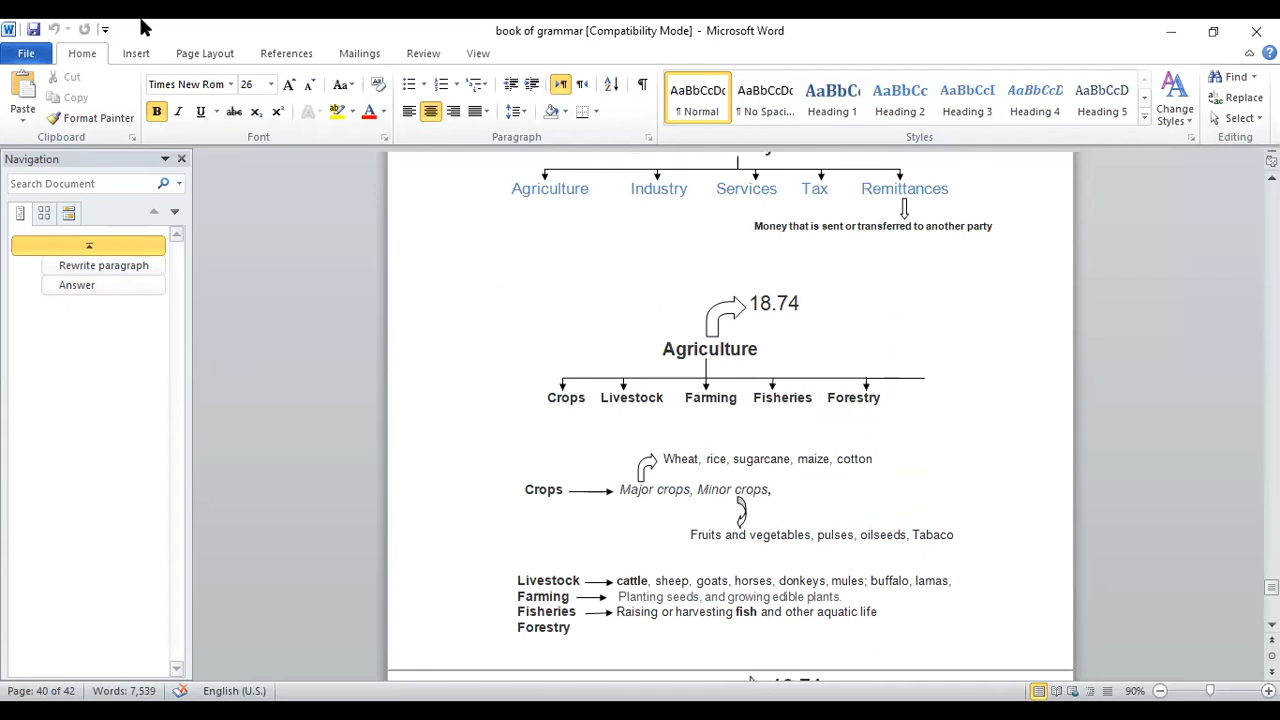 book of grammar [Compatibility Mode] - Microsoft Word
File Home Insert Page Layout References Mailings Review View
Paste
Cut
Copy
Format Painter
Clipboard
Times New Rom 26
Font
Paragraph
AaBbCcDc AaBbCcDc AaBbCc AaBbCc AaBbCcI AaBbCcD AaBbCcD
¶ Normal ¶ No Spaci... Heading 1 Heading 2 Heading 3 Heading 4 Heading 5
Change Styles
Styles
Find
Replace
Select
Editing
Navigation
Search Document
Rewrite paragraph
Answer
Agriculture Industry Services Tax Remittances
Money that is sent or transferred to another party
18.74
Agriculture
Crops Livestock Farming Fisheries Forestry
Wheat, rice, sugarcane, maize, cotton
Crops Major crops, Minor crops,
Fruits and vegetables, pulses, oilseeds, Tabaco
Livestock cattle, sheep, goats, horses, donkeys, mules; buffalo, lamas,
Farming Planting seeds, and growing edible plants.
Fisheries Raising or harvesting fish and other aquatic life
Forestry
Page: 40 of 42 Words: 7,539 English (U.S.) 90%